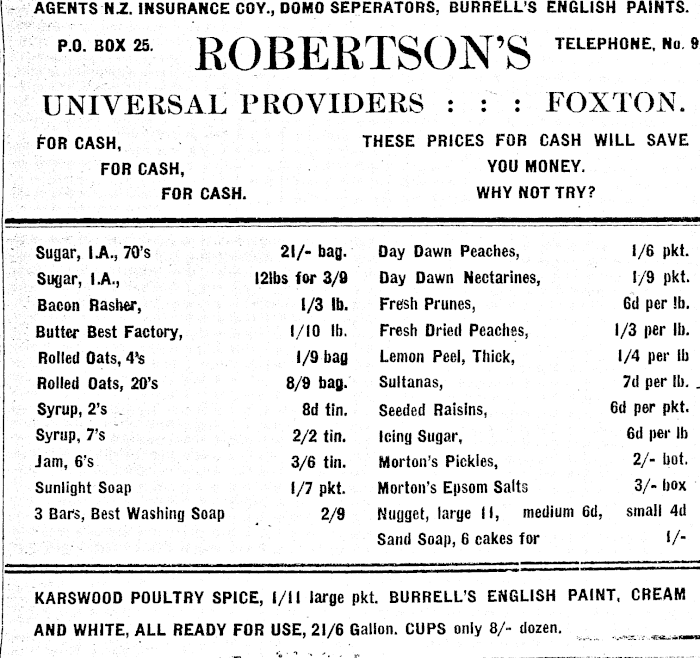 AGENTS N.Z. INSURANCE COY., DOMO SEPERATORS, BURRELL'S ENGLISH PAINTS.
P.O. BOX 25. ROBERTSON'S TELEPHONE, No. 9
UNIVERSAL PROVIDERS : : : FOXTON.
FOR CASH, THESE PRICES FOR CASH WILL SAVE
FOR CASH, YOU MONEY.
FOR CASH. WHY NOT TRY?
Sugar, I.A., 70's 21/- bag. Day Dawn Peaches, 1/6 pkt.
Sugar, I.A., 12lbs for 3/9 Day Dawn Nectarines, 1/9 pkt.
Bacon Rasher, 1/3 lb. Fresh Prunes, 6d per lb.
Butter Best Factory, 1/10 lb. Fresh Dried Peaches, 1/3 per lb.
Rolled Oats, 4's 1/9 bag Lemon Peel, Thick, 1/4 per lb
Rolled Oats, 20's 8/9 bag. Sultanas, 7d per lb.
Syrup, 2's 8d tin. Seeded Raisins, 6d per pkt.
Syrup, 7's 2/2 tin. Icing Sugar, 6d per lb
Jam, 6's 3/6 tin. Morton's Pickles, 2/- bot.
Sunlight Soap 1/7 pkt. Morton's Epsom Salts 3/- box
3 Bars, Best Washing Soap 2/9 Nugget, large 11, medium 6d, small 4d
Sand Soap, 6 cakes for 1/-
KARSWOOD POULTRY SPICE, 1/11 large pkt. BURRELL'S ENGLISH PAINT, CREAM
AND WHITE, ALL READY FOR USE, 21/6 Gallon. CUPS only 8/- dozen.